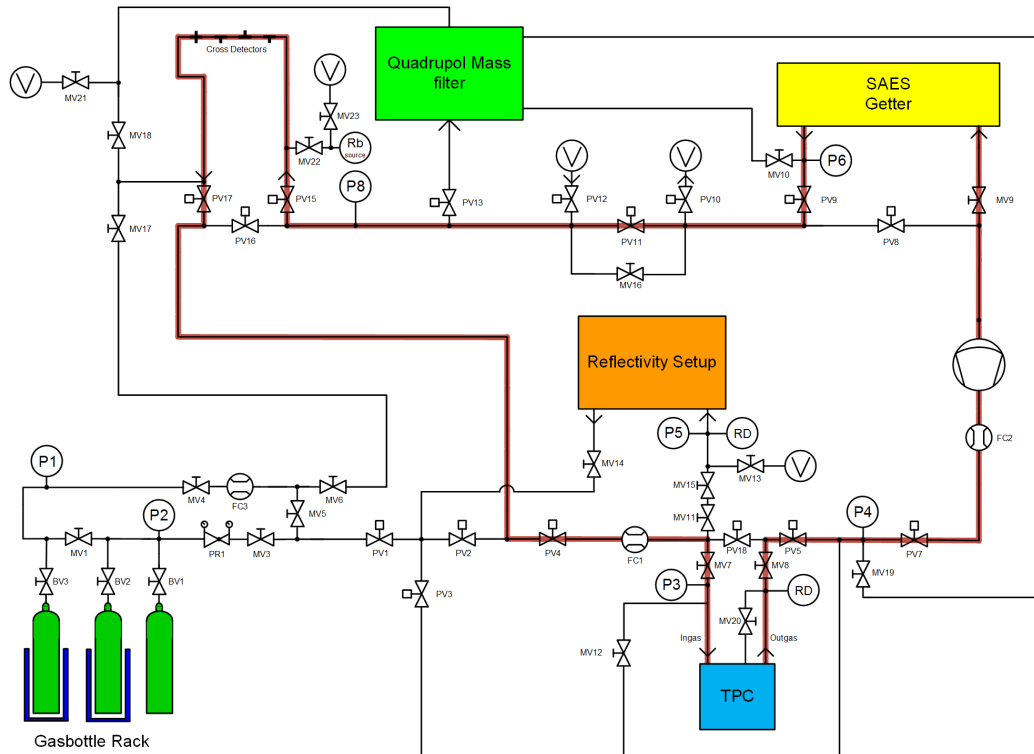 Cross Detectors
Quadrupol Mass
filter
SAES
Getter
V
MV21
V
MV23
MV18
Rb
source
MV22
V
V
MV10
P6
PV17
PV15
P8
PV13
PV12
PV10
PV9
MV9
MV17
PV16
PV11
PV8
MV16
Reflectivity Setup
FC2
P5
RD
P1
MV14
MV13
V
MV4
FC3
MV6
MV15
P2
MV5
MV11
P4
MV1
PR1
MV3
PV1
PV2
PV4
FC1
PV18
PV5
PV7
BV3
BV2
BV1
MV7
MV8
MV19
P3
RD
PV3
MV20
Ingas
Outgas
MV12
TPC
Gasbottle Rack